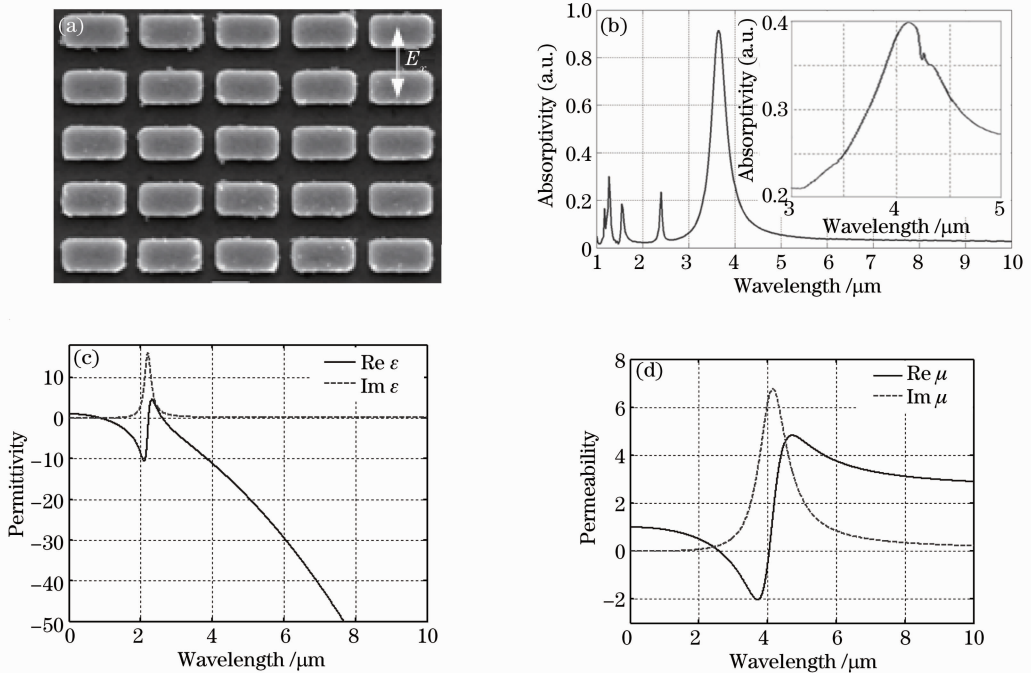 (a)
E_x
(b)
Absorptivity (a.u.)
1.0
0.8
0.6
0.4
0.2
0
1 2 3 4 5 6 7 8 9 10
Wavelength /μm
Absorptivity (a.u.)
0.4
0.3
0.2
3 4 5
Wavelength /μm
(c)
Re ε
Im ε
Permittivity
10
0
−10
−20
−30
−40
−50
0 2 4 6 8 10
Wavelength /μm
(d)
Re μ
Im μ
Permeability
8
6
4
2
0
−2
0 2 4 6 8 10
Wavelength /μm